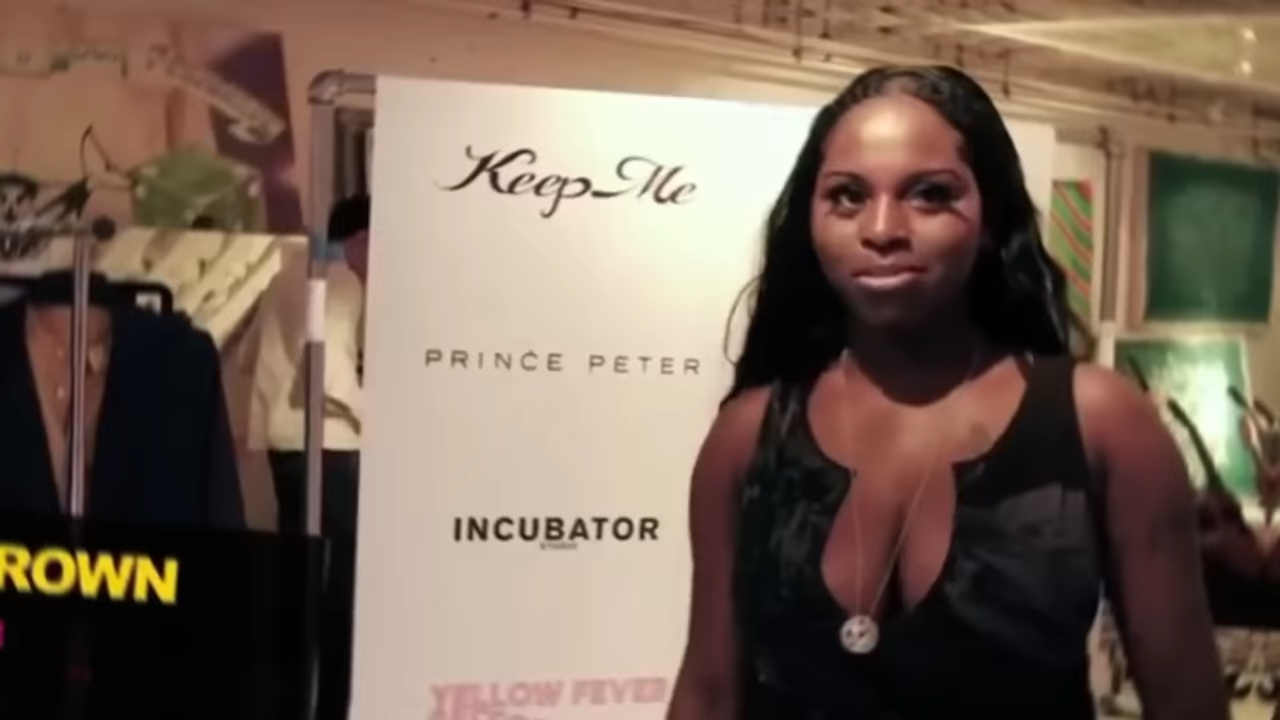 Keep Me
PRINCE PETER
INCUBATOR
ROWN
YELLOW FEVER